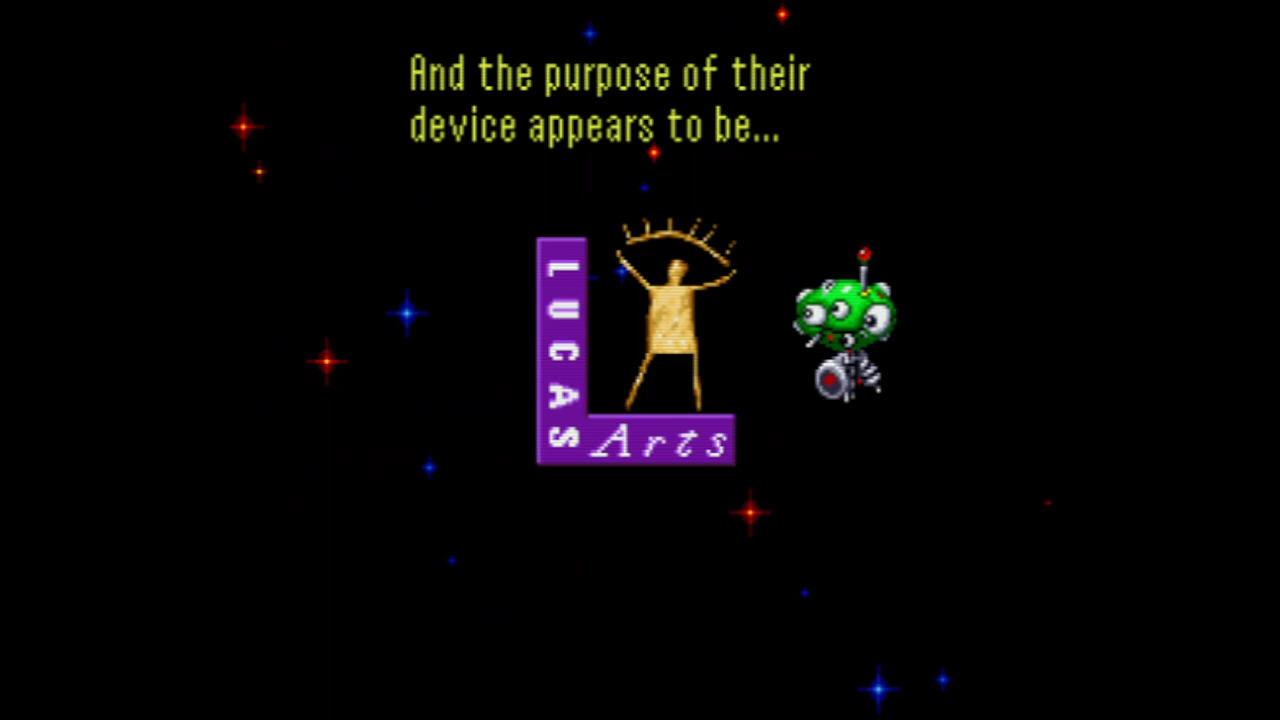 And the purpose of their
device appears to be...
LUCAS
Arts